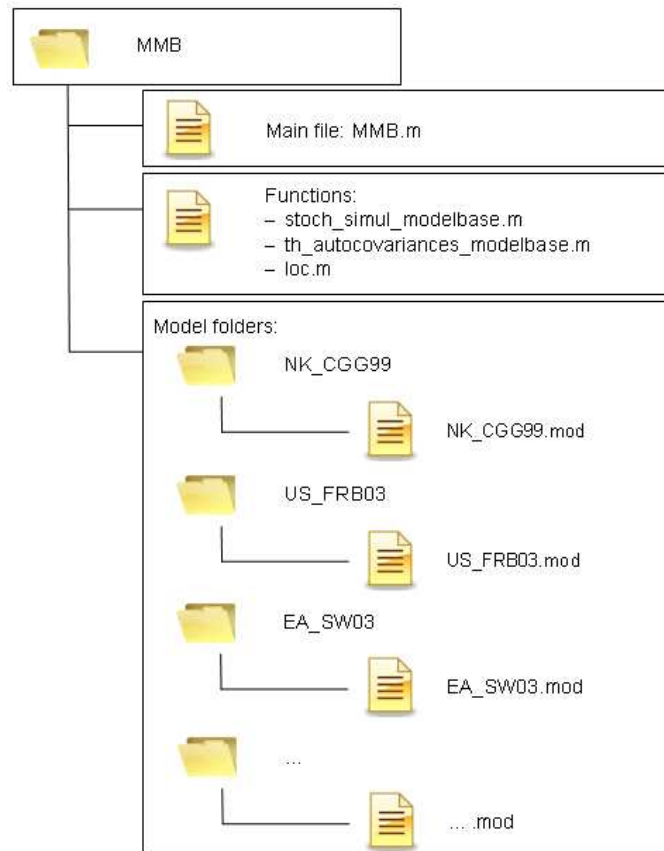 MMB
Main file: MMB.m
Functions:
– stoch_simul_modelbase.m
– th_autocovariances_modelbase.m
– loc.m
Model folders:
NK_CGG99
NK_CGG99.mod
US_FRB03
US_FRB03.mod
EA_SW03
EA_SW03.mod
...
... .mod